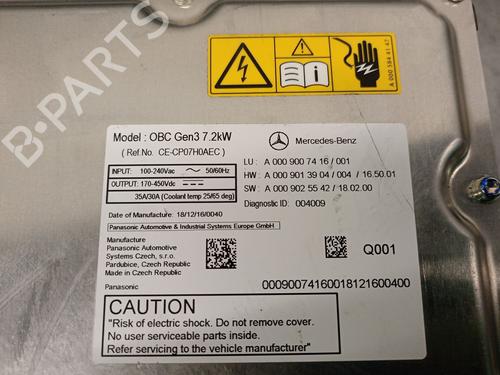 B-PARTS
A 000 584 41 47
Model : OBC Gen3 7.2kW
( Ref.No. CE-CP07H0AEC )
Mercedes-Benz
INPUT: 100-240Vac 50/60Hz
OUTPUT: 170-450Vdc
35A/30A (Coolant temp 25/65 deg)
LU : A 000 900 74 16 / 001
HW : A 000 901 39 04 / 004 / 16.50.01
SW : A 000 902 55 42 / 18.02.00
Diagnostic ID : 004009
Date of Manufacture : 18/12/16/0040
Panasonic Automotive & Industrial Systems Europe GmbH
Manufacture
Panasonic Automotive
Systems Czech, s.r.o.
Pardubice, Czech Republic
Made in Czech Republic
Q001
Panasonic
00090074160018121600400
CAUTION
"Risk of electric shock. Do not remove cover.
No user serviceable parts inside.
Refer servicing to the vehicle manufacturer"